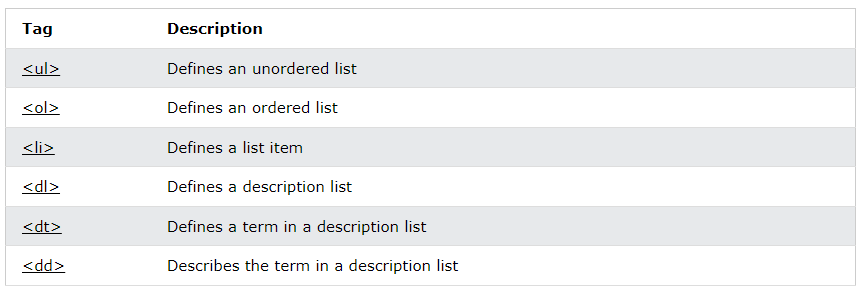 Tag Description
<ul> Defines an unordered list
<ol> Defines an ordered list
<li> Defines a list item
<dl> Defines a description list
<dt> Defines a term in a description list
<dd> Describes the term in a description list